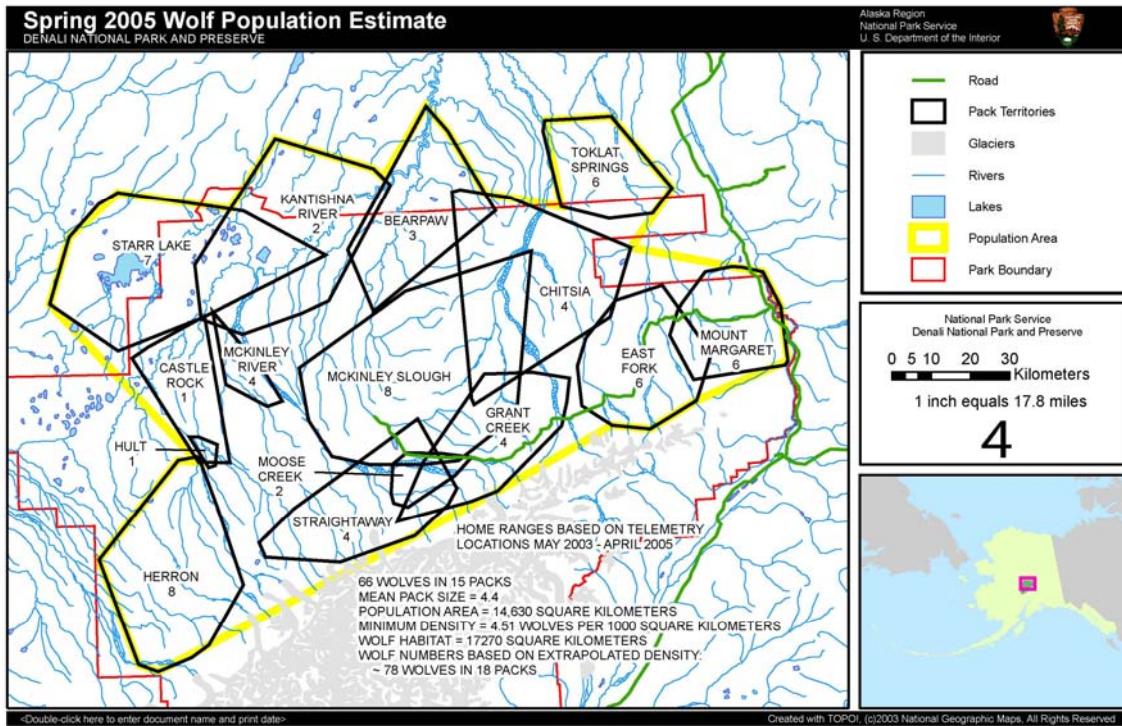 Spring 2005 Wolf Population Estimate
DENALI NATIONAL PARK AND PRESERVE
Alaska Region
National Park Service
U. S. Department of the Interior
TOKLAT
SPRINGS
6
KANTISHNA
RIVER
2
BEARPAW
3
STARR LAKE
7
CHITSIA
4
MOUNT
MARGARET
6
EAST
FORK
6
CASTLE
ROCK
1
MCKINLEY
RIVER
4
MCKINLEY SLOUGH
8
GRANT
CREEK
4
HULT
1
MOOSE
CREEK
2
STRAIGHTAWAY
4
HERRON
8
HOME RANGES BASED ON TELEMETRY
LOCATIONS MAY 2003 - APRIL 2005
66 WOLVES IN 15 PACKS
MEAN PACK SIZE = 4.4
POPULATION AREA = 14,630 SQUARE KILOMETERS
MINIMUM DENSITY = 4.51 WOLVES PER 1000 SQUARE KILOMETERS
WOLF HABITAT = 17270 SQUARE KILOMETERS
WOLF NUMBERS BASED ON EXTRAPOLATED DENSITY:
~ 78 WOLVES IN 18 PACKS
Road
Pack Territories
Glaciers
Rivers
Lakes
Population Area
Park Boundary
National Park Service
Denali National Park and Preserve
0 5 10 20 30
Kilometers
1 inch equals 17.8 miles
4
<Double-click here to enter document name and print date>
Created with TOPO!, (c)2003 National Geographic Maps, All Rights Reserved